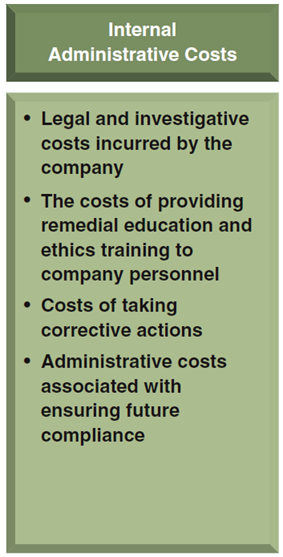 Internal
Administrative Costs
• Legal and investigative
costs incurred by the
company
• The costs of providing
remedial education and
ethics training to
company personnel
• Costs of taking
corrective actions
• Administrative costs
associated with
ensuring future
compliance